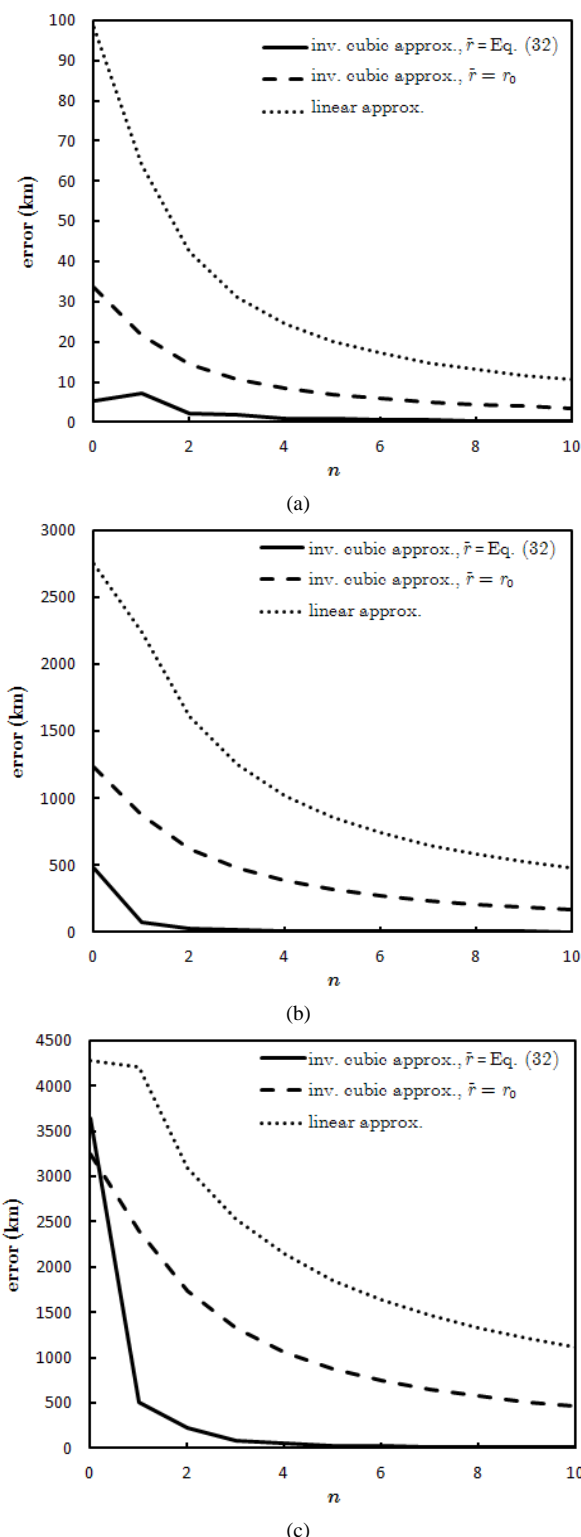 100
90
80
70
60
50
40
30
20
10
0
error (km)
inv. cubic approx., r̄ = Eq. (32)
inv. cubic approx., r̄ = r₀
linear approx.
0 2 4 6 8 10
n
(a)
3000
2500
2000
1500
1000
500
0
error (km)
inv. cubic approx., r̄ = Eq. (32)
inv. cubic approx., r̄ = r₀
linear approx.
0 2 4 6 8 10
n
(b)
4500
4000
3500
3000
2500
2000
1500
1000
500
0
error (km)
inv. cubic approx., r̄ = Eq. (32)
inv. cubic approx., r̄ = r₀
linear approx.
0 2 4 6 8 10
n
(c)